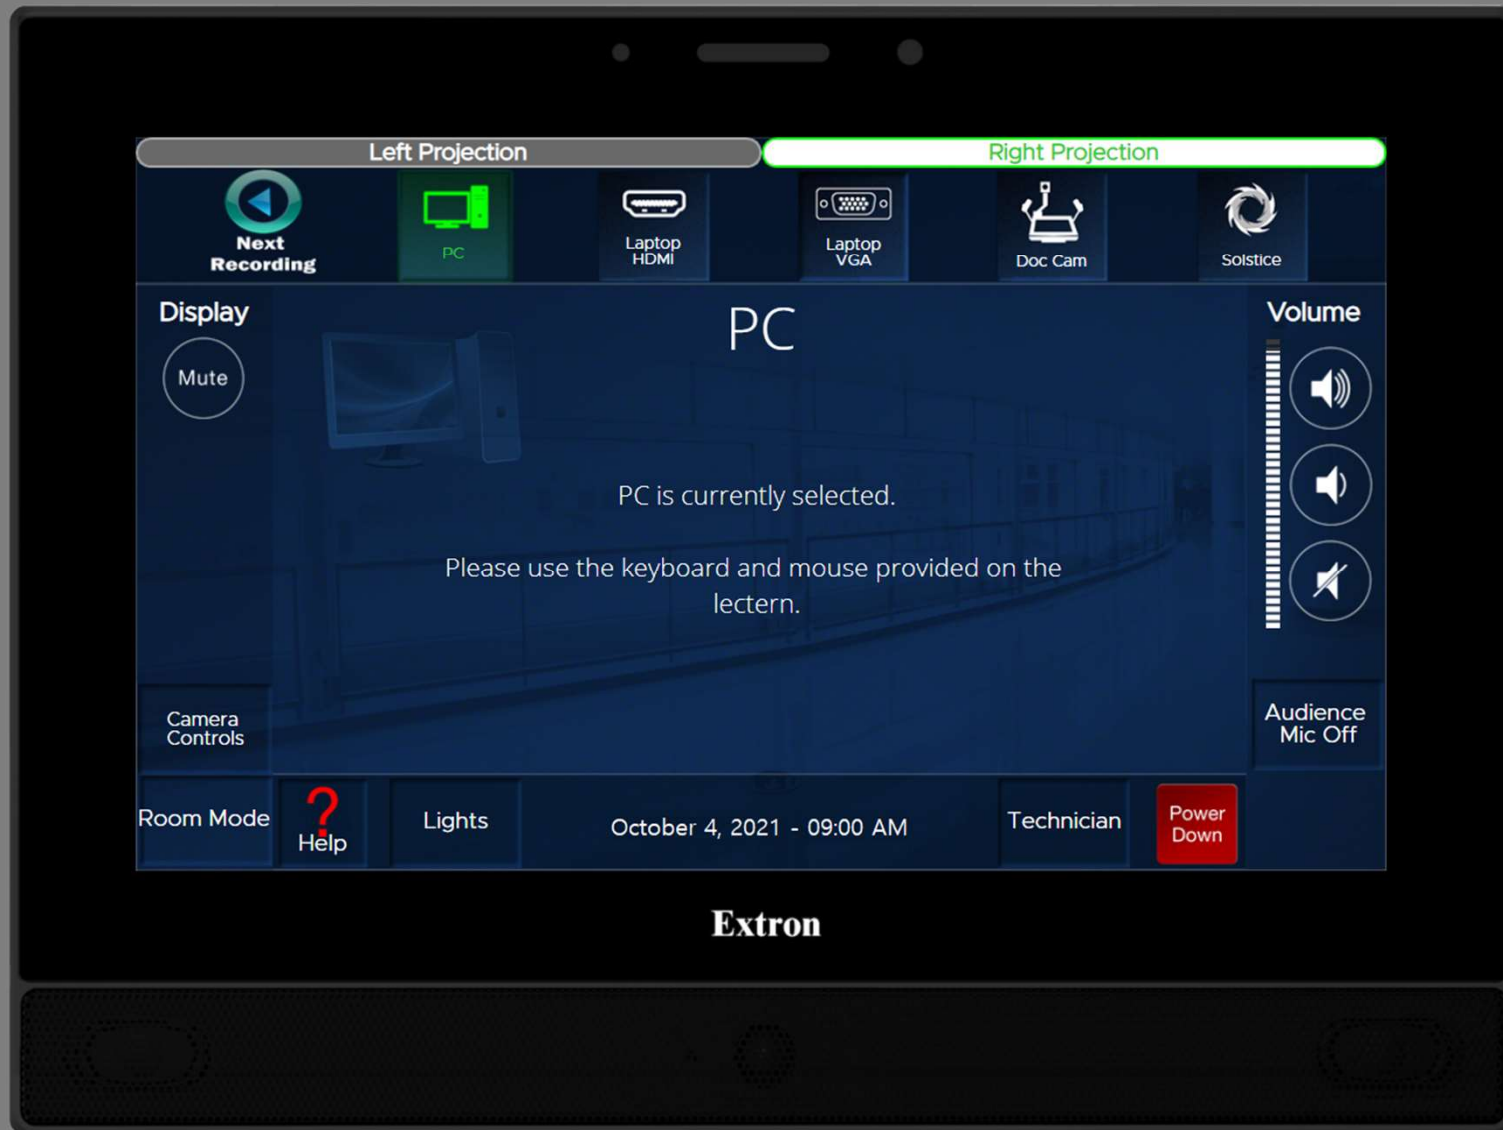 Left Projection
Right Projection
Next
Recording
PC
Laptop
HDMI
Laptop
VGA
Doc Cam
Solstice
Display
Mute
PC
Volume
PC is currently selected.
Please use the keyboard and mouse provided on the
lectern.
Camera
Controls
Audience
Mic Off
Room Mode
Help
Lights
October 4, 2021 - 09:00 AM
Technician
Power
Down
Extron